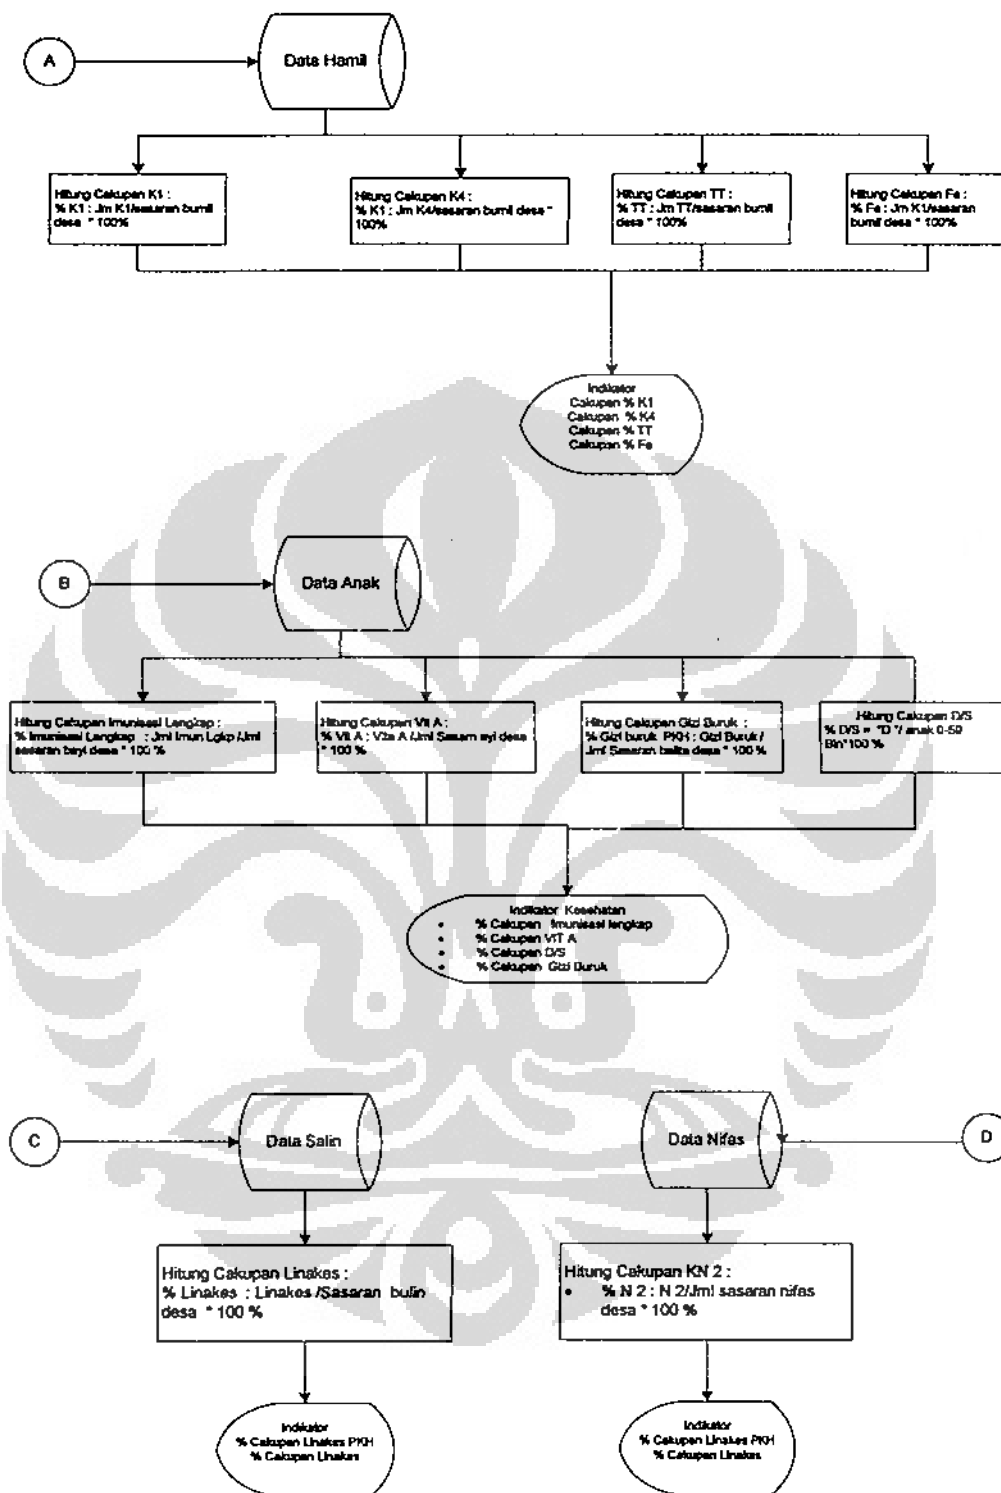 A
Data Hamil
Hitung Cakupan K1 :
% K1 : Jm K1/sasaran bumil
desa * 100%
Hitung Cakupan K4 :
% K1 : Jm K4/sasaran bumil desa *
100%
Hitung Cakupan TT :
% TT : Jm TT/sasaran bumil
desa * 100%
Hitung Cakupan Fe :
% Fe : Jm K1/sasaran
bumil desa * 100%
Indikator
Cakupan % K1
Cakupan % K4
Cakupan % TT
Cakupan % Fe
B
Data Anak
Hitung Cakupan Imunisasi Lengkap :
% Imunisasi Lengkap : Jml Imun Lgkp /Jml
sasaran bayi desa * 100 %
Hitung Cakupan Vit A :
% Vit A : Vita A /Jml desa
* 100 %
Hitung Cakupan Gizi Buruk :
% Gizi buruk PKH : Gizi Buruk /
Jml Sasaran balita desa * 100 %
Hitung Cakupan D/S
% D/S = "D "/ anak 0-59
Bln*100 %
Indikator Kesehatan
• % Cakupan Imunisasi lengkap
• % Cakupan VIT A
• % Cakupan D/S
• % Cakupan Gizi Buruk
C
Data Salin
Data Nifas
D
Hitung Cakupan Linakes :
% Linakes : Linakes /Sasaran bulin
desa * 100 %
Hitung Cakupan KN 2 :
• % N 2 : N 2/Jml sasaran nifas
desa * 100 %
Indikator
% Cakupan Linakes PKH
% Cakupan Linakes
Indikator
% Cakupan Linakes PKH
% Cakupan Linakes